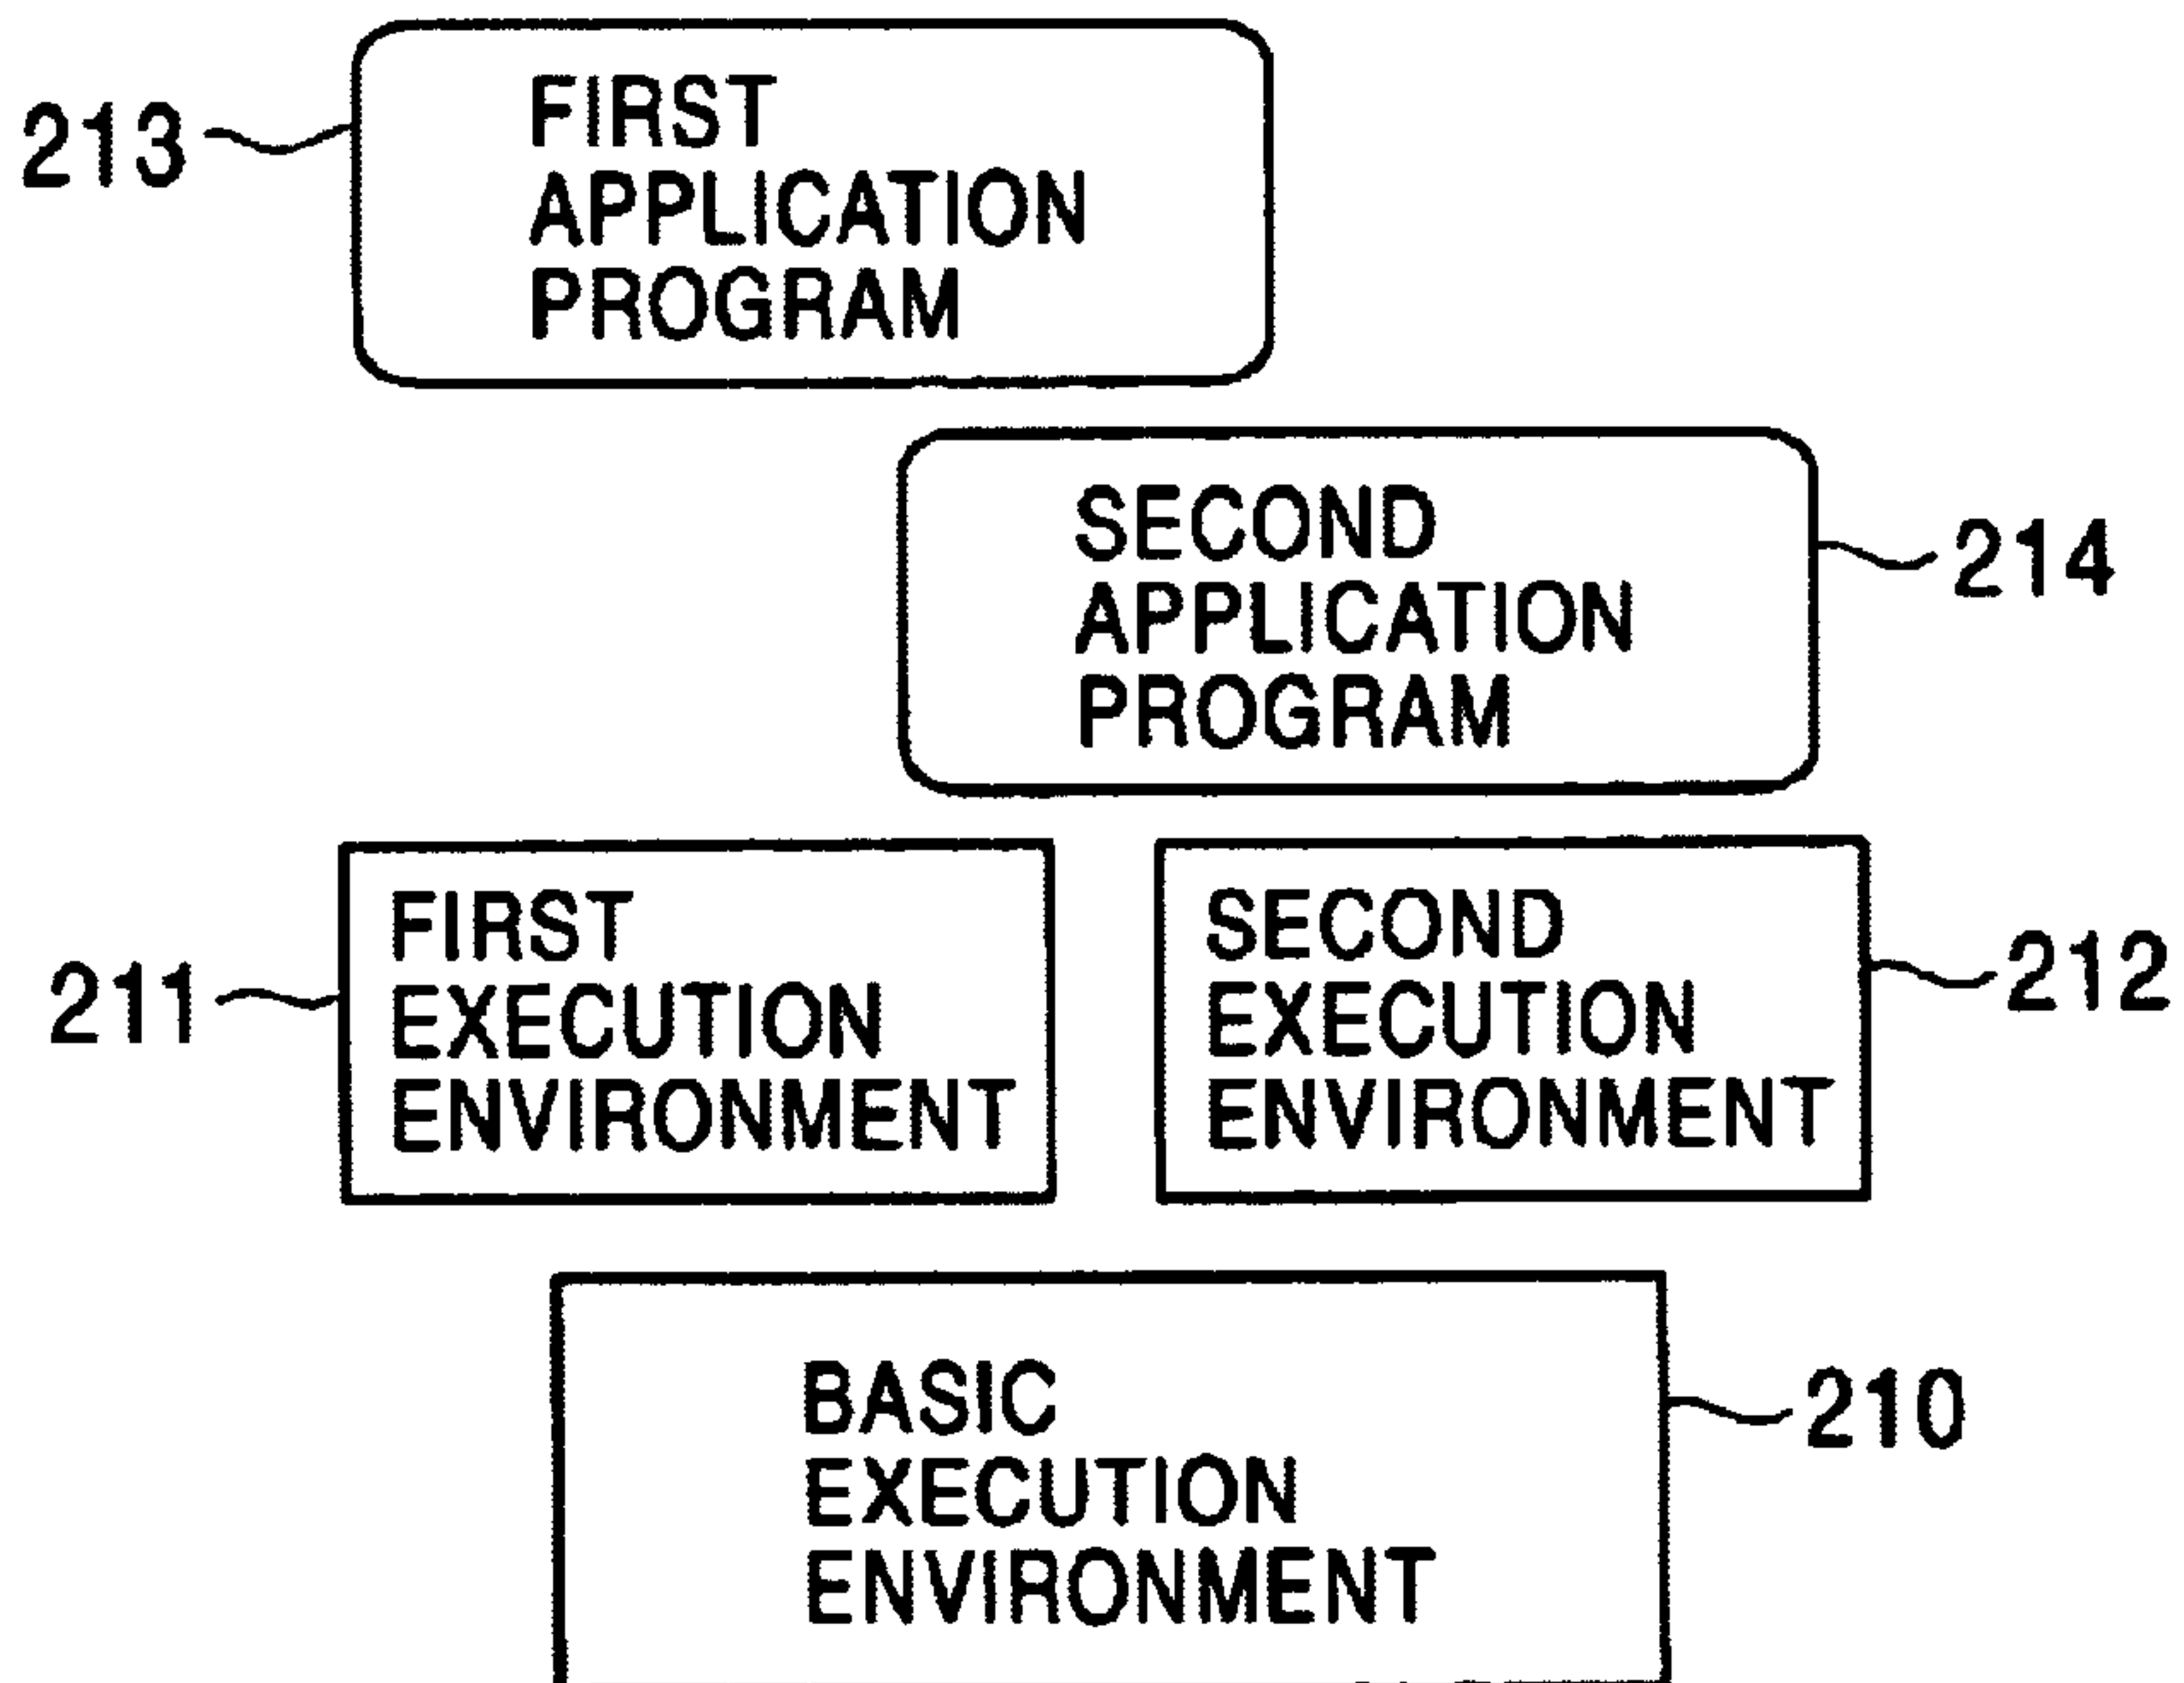 213
FIRST
APPLICATION
PROGRAM
SECOND
APPLICATION
PROGRAM
214
211
FIRST
EXECUTION
ENVIRONMENT
SECOND
EXECUTION
ENVIRONMENT
212
BASIC
EXECUTION
ENVIRONMENT
210